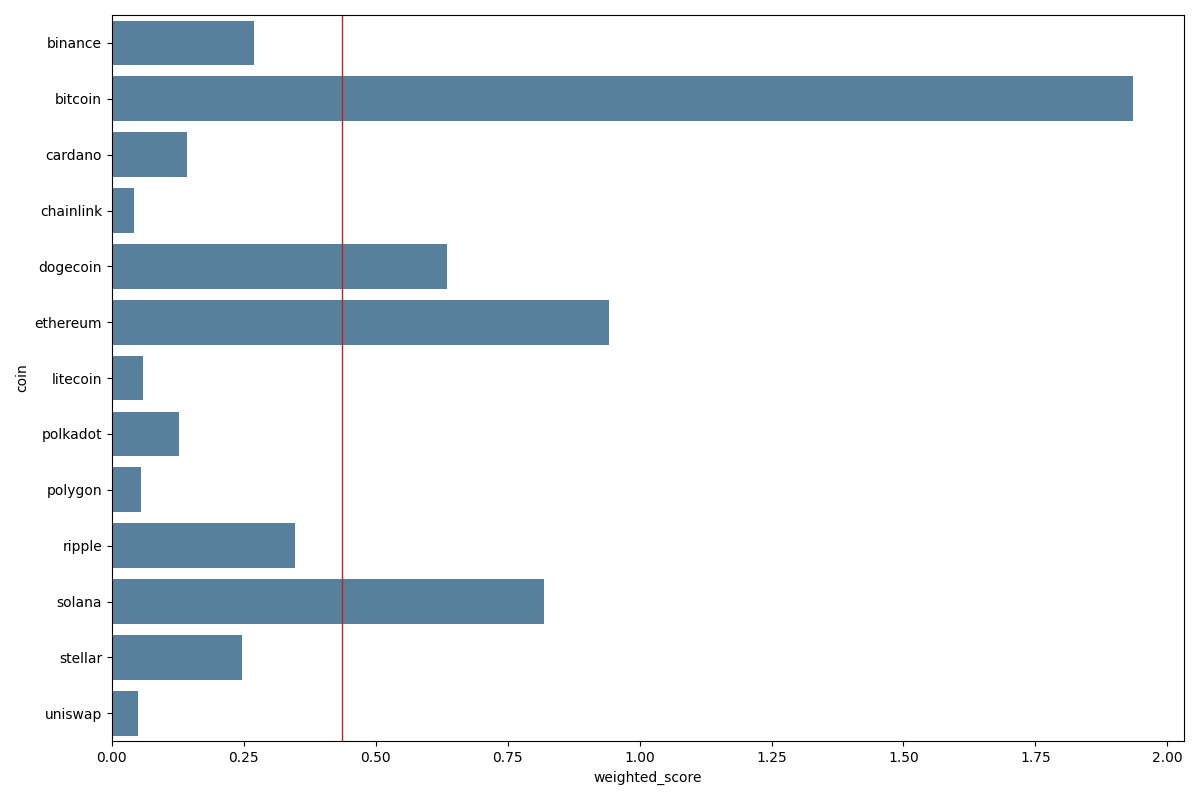 binance
bitcoin
cardano
chainlink
dogecoin
ethereum
litecoin
polkadot
polygon
ripple
solana
stellar
uniswap
coin
0.00 0.25 0.50 0.75 1.00 1.25 1.50 1.75 2.00
weighted_score